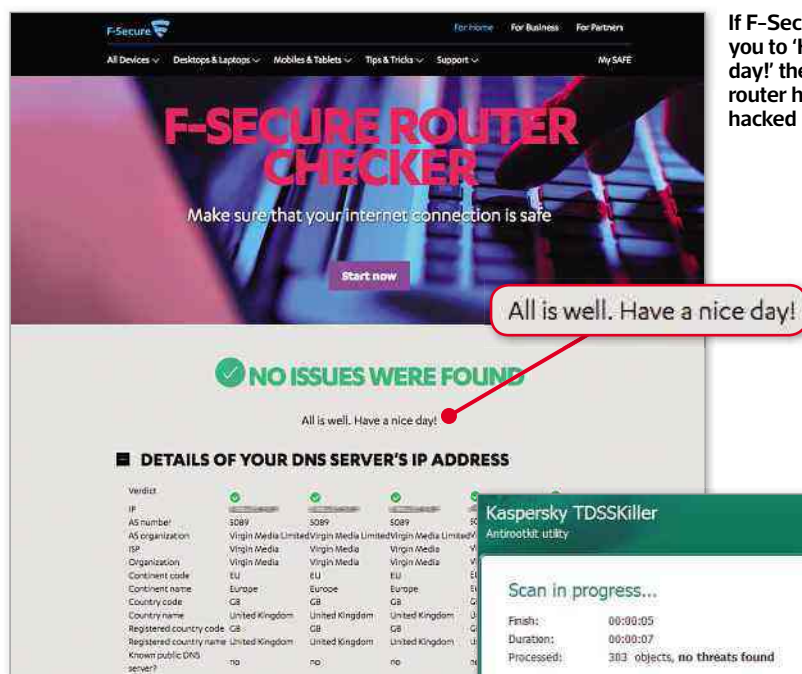 F-Secure
For Home For Business For Partners
All Devices Desktops & Laptops Mobiles & Tablets Tips & Tricks Support My SAFE
F-SECURE ROUTER
CHECKER
Make sure that your internet connection is safe
Start now
If F-Sec
you to 'H
day!' the
router h
hacked
All is well. Have a nice day!
NO ISSUES WERE FOUND
All is well. Have a nice day!
DETAILS OF YOUR DNS SERVER'S IP ADDRESS
Verdict
IP
AS number 5089 5089 5089
AS organization Virgin Media Limited Virgin Media Limited Virgin Media Limited
ISP Virgin Media Virgin Media Virgin Media
Organization Virgin Media Virgin Media Virgin Media
Continent code EU EU EU
Continent name Europe Europe Europe
Country code GB GB GB
Country name United Kingdom United Kingdom United Kingdom
Registered country code GB GB GB
Registered country name United Kingdom United Kingdom United Kingdom
Known public DNS
server? no no no
Kaspersky TDSSKiller
Antirootkit utility
Scan in progress...
Finish: 00:00:05
Duration: 00:00:07
Processed: 383 objects, no threats found